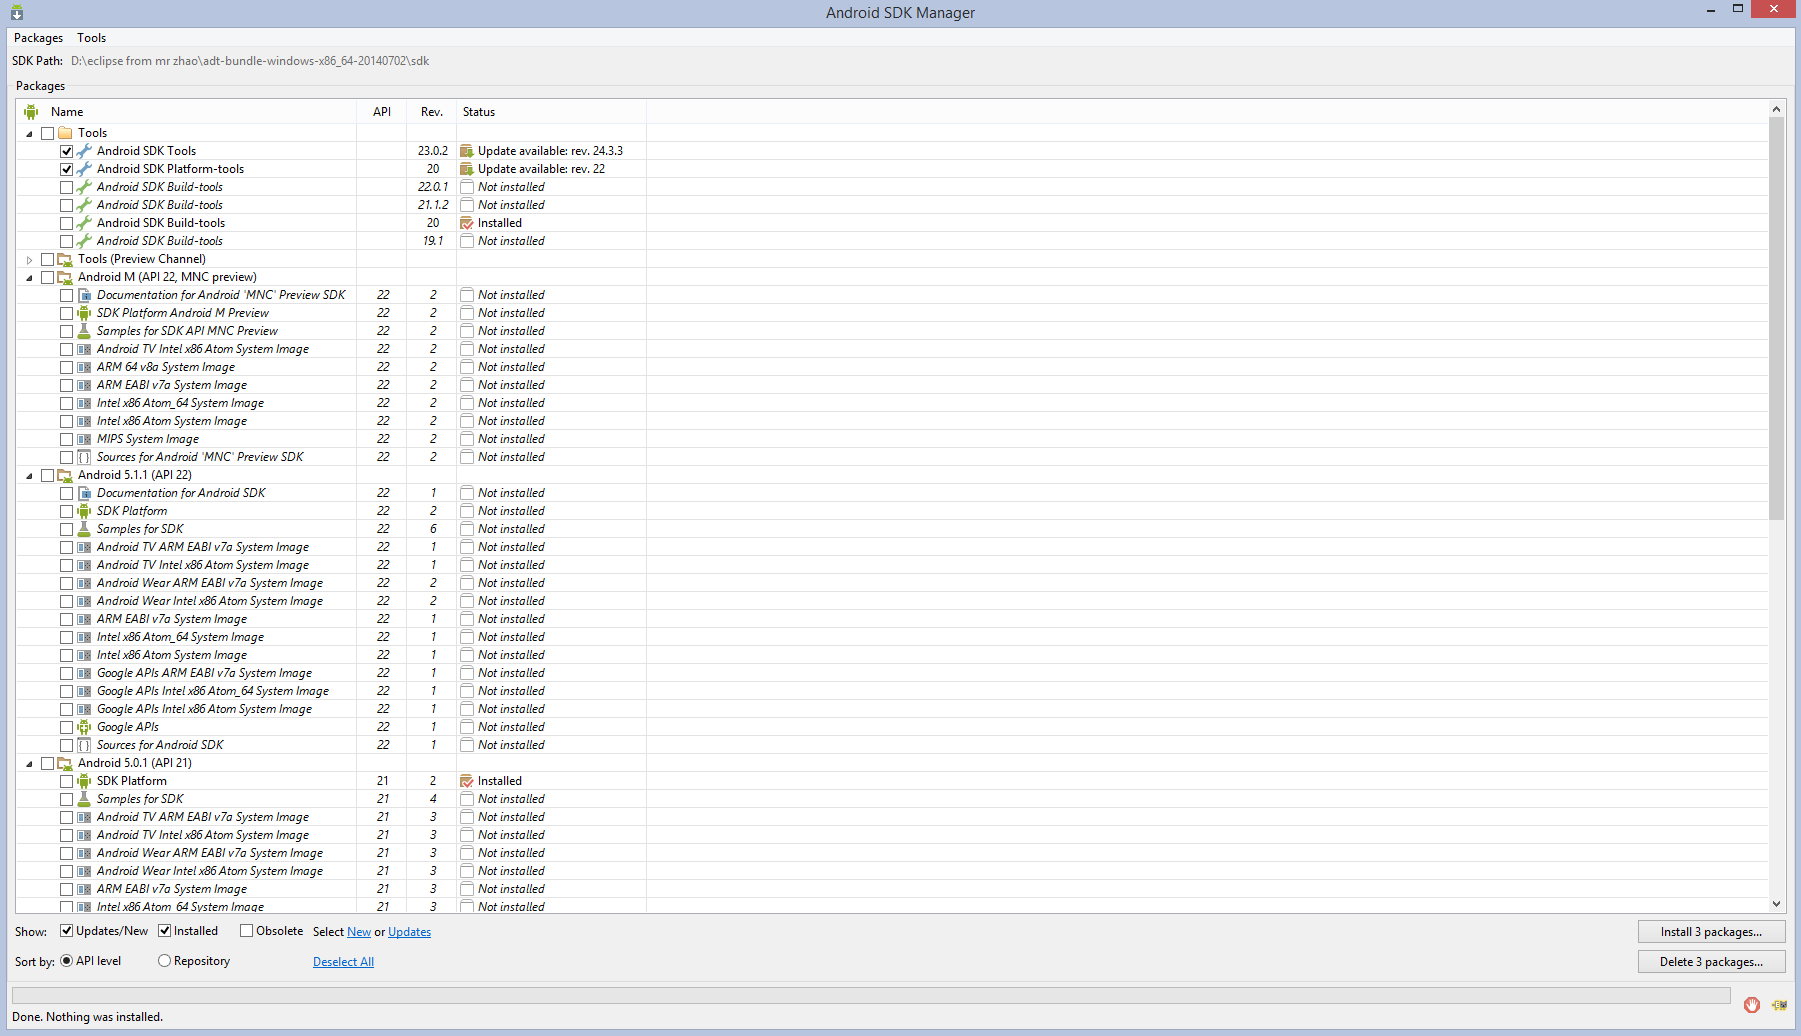 Android SDK Manager
Packages Tools
SDK Path: D:\eclipse from mr zhao\adt-bundle-windows-x86_64-20140702\sdk
Packages
Name API Rev. Status
Tools
Android SDK Tools 23.0.2 Update available: rev. 24.3.3
Android SDK Platform-tools 20 Update available: rev. 22
Android SDK Build-tools 22.0.1 Not installed
Android SDK Build-tools 21.1.2 Not installed
Android SDK Build-tools 20 Installed
Android SDK Build-tools 19.1 Not installed
Tools (Preview Channel)
Android M (API 22, MNC preview)
Documentation for Android 'MNC' Preview SDK 22 2 Not installed
SDK Platform Android M Preview 22 2 Not installed
Samples for SDK API MNC Preview 22 2 Not installed
Android TV Intel x86 Atom System Image 22 2 Not installed
ARM 64 v8a System Image 22 2 Not installed
ARM EABI v7a System Image 22 2 Not installed
Intel x86 Atom_64 System Image 22 2 Not installed
Intel x86 Atom System Image 22 2 Not installed
MIPS System Image 22 2 Not installed
Sources for Android 'MNC' Preview SDK 22 2 Not installed
Android 5.1.1 (API 22)
Documentation for Android SDK 22 1 Not installed
SDK Platform 22 2 Not installed
Samples for SDK 22 6 Not installed
Android TV ARM EABI v7a System Image 22 1 Not installed
Android TV Intel x86 Atom System Image 22 1 Not installed
Android Wear ARM EABI v7a System Image 22 2 Not installed
Android Wear Intel x86 Atom System Image 22 2 Not installed
ARM EABI v7a System Image 22 1 Not installed
Intel x86 Atom_64 System Image 22 1 Not installed
Intel x86 Atom System Image 22 1 Not installed
Google APIs ARM EABI v7a System Image 22 1 Not installed
Google APIs Intel x86 Atom_64 System Image 22 1 Not installed
Google APIs Intel x86 Atom System Image 22 1 Not installed
Google APIs 22 1 Not installed
Sources for Android SDK 22 1 Not installed
Android 5.0.1 (API 21)
SDK Platform 21 2 Installed
Samples for SDK 21 4 Not installed
Android TV ARM EABI v7a System Image 21 3 Not installed
Android TV Intel x86 Atom System Image 21 3 Not installed
Android Wear ARM EABI v7a System Image 21 3 Not installed
Android Wear Intel x86 Atom System Image 21 3 Not installed
ARM EABI v7a System Image 21 3 Not installed
Intel x86 Atom_64 System Image 21 3 Not installed
Show: Updates/New Installed Obsolete Select New or Updates Install 3 packages...
Sort by: API level Repository Deselect All Delete 3 packages...
Done. Nothing was installed.